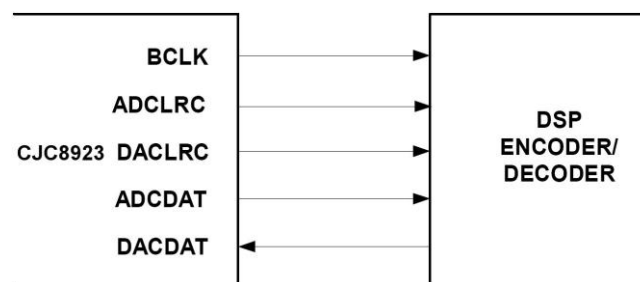 BCLK
ADCLRC
CJC8923 DACLRC
ADCDAT
DACDAT
DSP
ENCODER/
DECODER